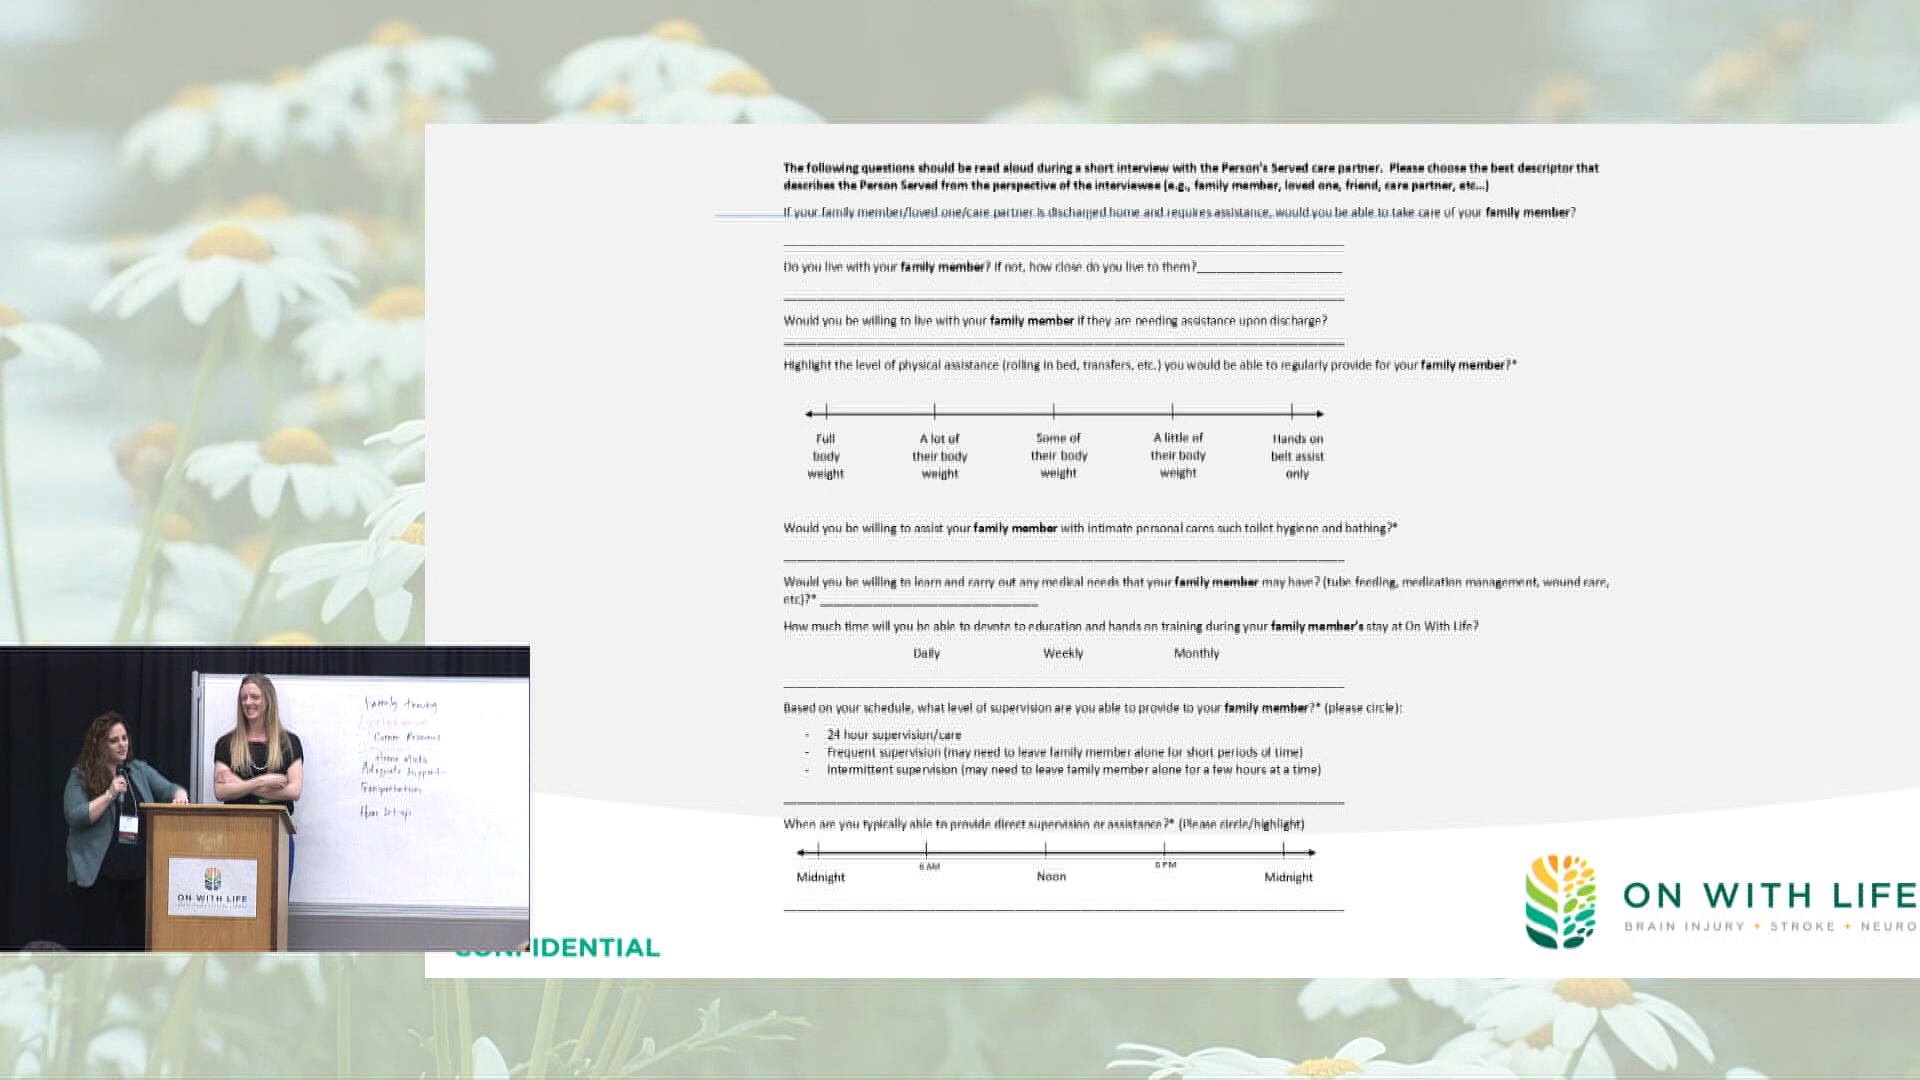 The following questions should be read aloud during a short interview with the Person's Served care partner. Please choose the best descriptor that
describes the Person Served from the perspective of the interviewee (e.g., family member, loved one, friend, care partner, etc...)
If your family member/loved one/care partner is discharged home and requires assistance, would you be able to take care of your family member?
Do you live with your family member? If not, how close do you live to them?
Would you be willing to live with your family member if they are needing assistance upon discharge?
Highlight the level of physical assistance (rolling in bed, transfers, etc.) you would be able to regularly provide for your family member?*
Full body weight
A lot of their body weight
Some of their body weight
A little of their body weight
Hands on belt assist only
Would you be willing to assist your family member with intimate personal cares such toilet hygiene and bathing?*
Would you be willing to learn and carry out any medical needs that your family member may have? (tube feeding, medication management, wound care,
etc)?*
How much time will you be able to devote to education and hands on training during your family member's stay at On With Life?
Daily Weekly Monthly
Based on your schedule, what level of supervision are you able to provide to your family member?* (please circle):
- 24 hour supervision/care
- Frequent supervision (may need to leave family member alone for short periods of time)
- Intermittent supervision (may need to leave family member alone for a few hours at a time)
When are you typically able to provide direct supervision or assistance?* (Please circle/highlight)
6 AM 6 PM
Midnight Noon Midnight
Family training
Comm Resources
Home
Adequate support
Transportation
Home set-up
ON WITH LIFE
ON WITH LIFE
BRAIN INJURY + STROKE + NEURO
CONFIDENTIAL